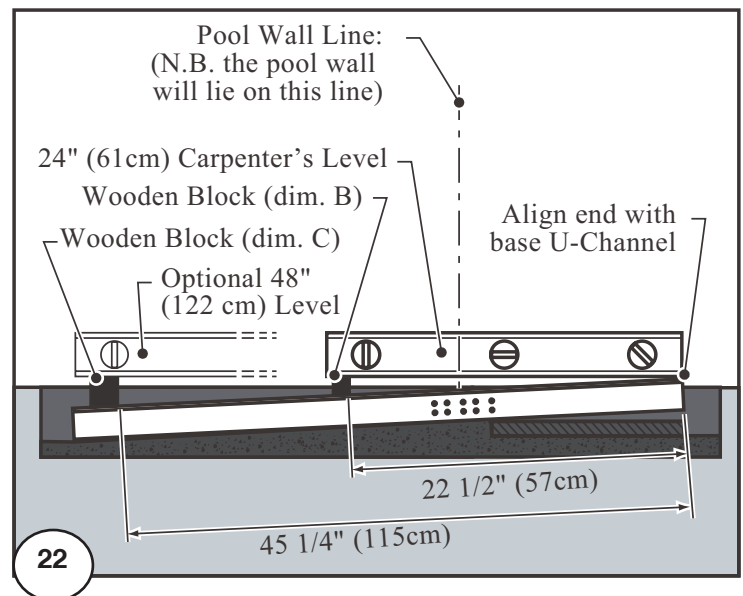 Pool Wall Line:
(N.B. the pool wall
will lie on this line)
24" (61cm) Carpenter's Level
Wooden Block (dim. B)
Wooden Block (dim. C)
Optional 48"
(122 cm) Level
Align end with
base U-Channel
22 1/2" (57cm)
45 1/4" (115cm)
22